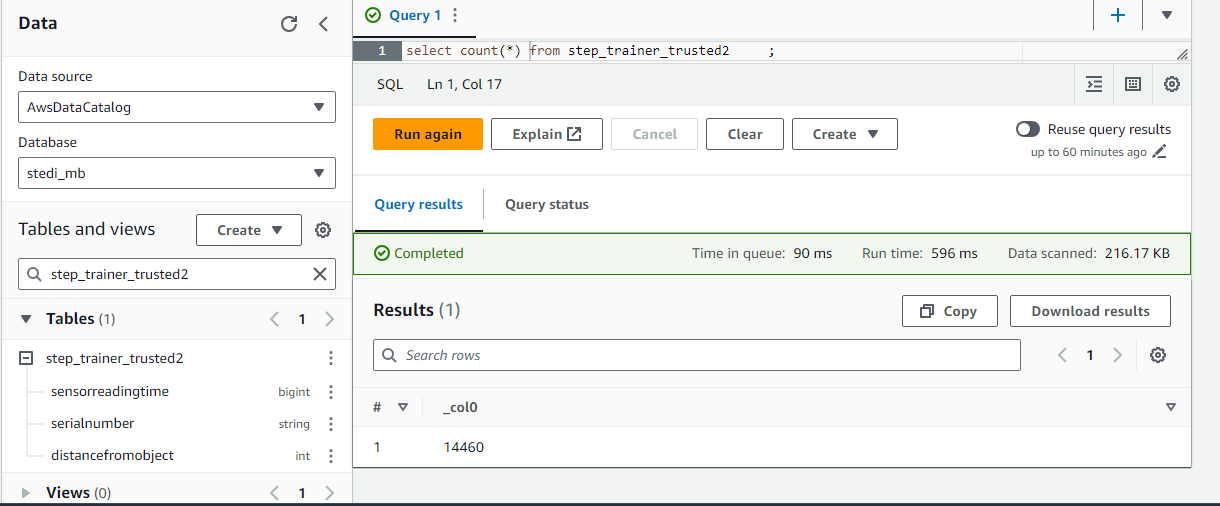 Data
Data source
AwsDataCatalog
Database
stedi_mb
Tables and views
Create
step_trainer_trusted2
Tables (1)
1
step_trainer_trusted2
sensorreadingtime bigint
serialnumber string
distancefromobject int
Views (0)
1
Query 1
1 select count(*) from step_trainer_trusted2 ;
SQL Ln 1, Col 17
Run again Explain Cancel Clear Create
Reuse query results
up to 60 minutes ago
Query results Query status
Completed Time in queue: 90 ms Run time: 596 ms Data scanned: 216.17 KB
Results (1) Copy Download results
Search rows 1
# _col0
1 14460